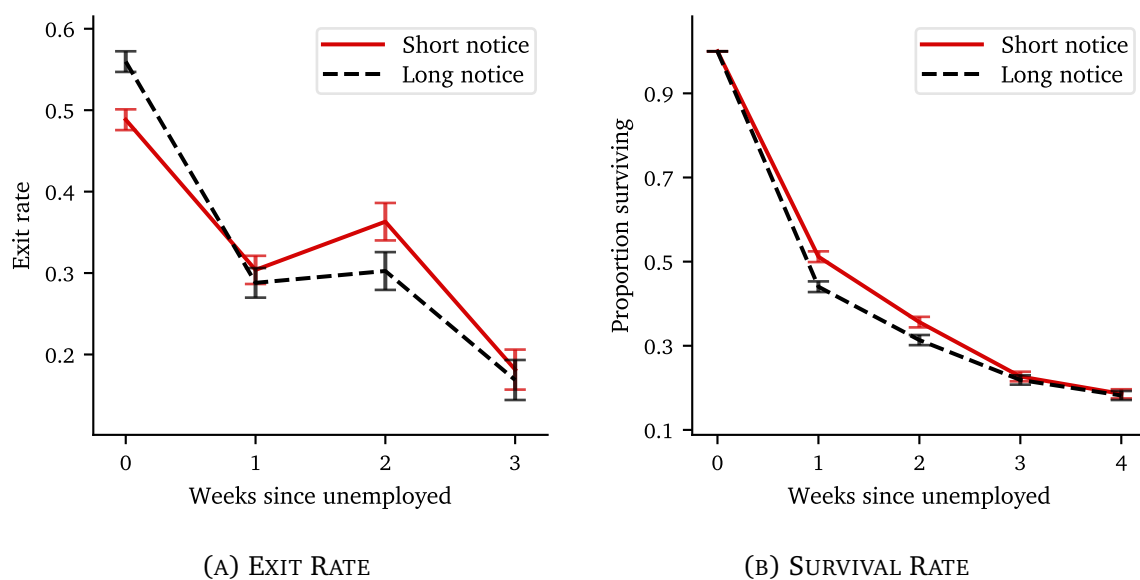 0.6
0.5
0.4
0.3
0.2
Exit rate
Short notice
Long notice
0 1 2 3
Weeks since unemployed
(A) EXIT RATE
0.9
0.7
0.5
0.3
0.1
Proportion surviving
Short notice
Long notice
0 1 2 3 4
Weeks since unemployed
(B) SURVIVAL RATE